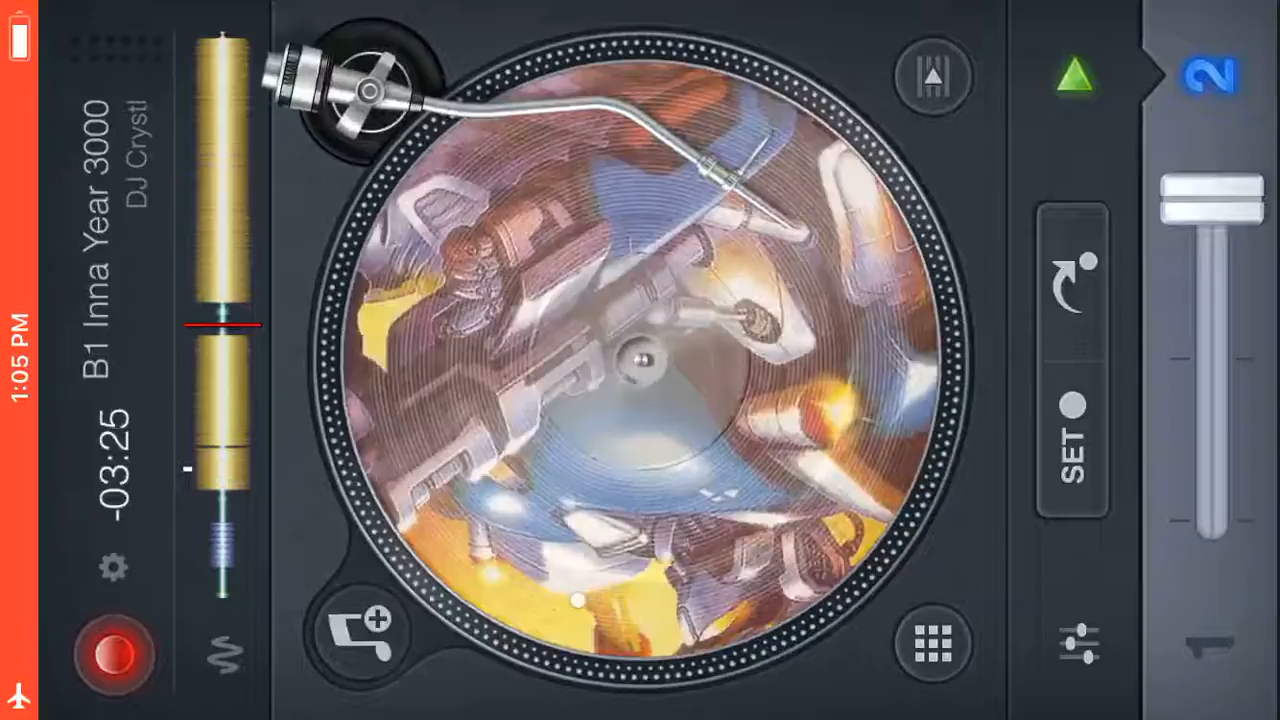 1:05 PM
-03:25
B1 Inna Year 3000
DJ Crystl
SET
1
2